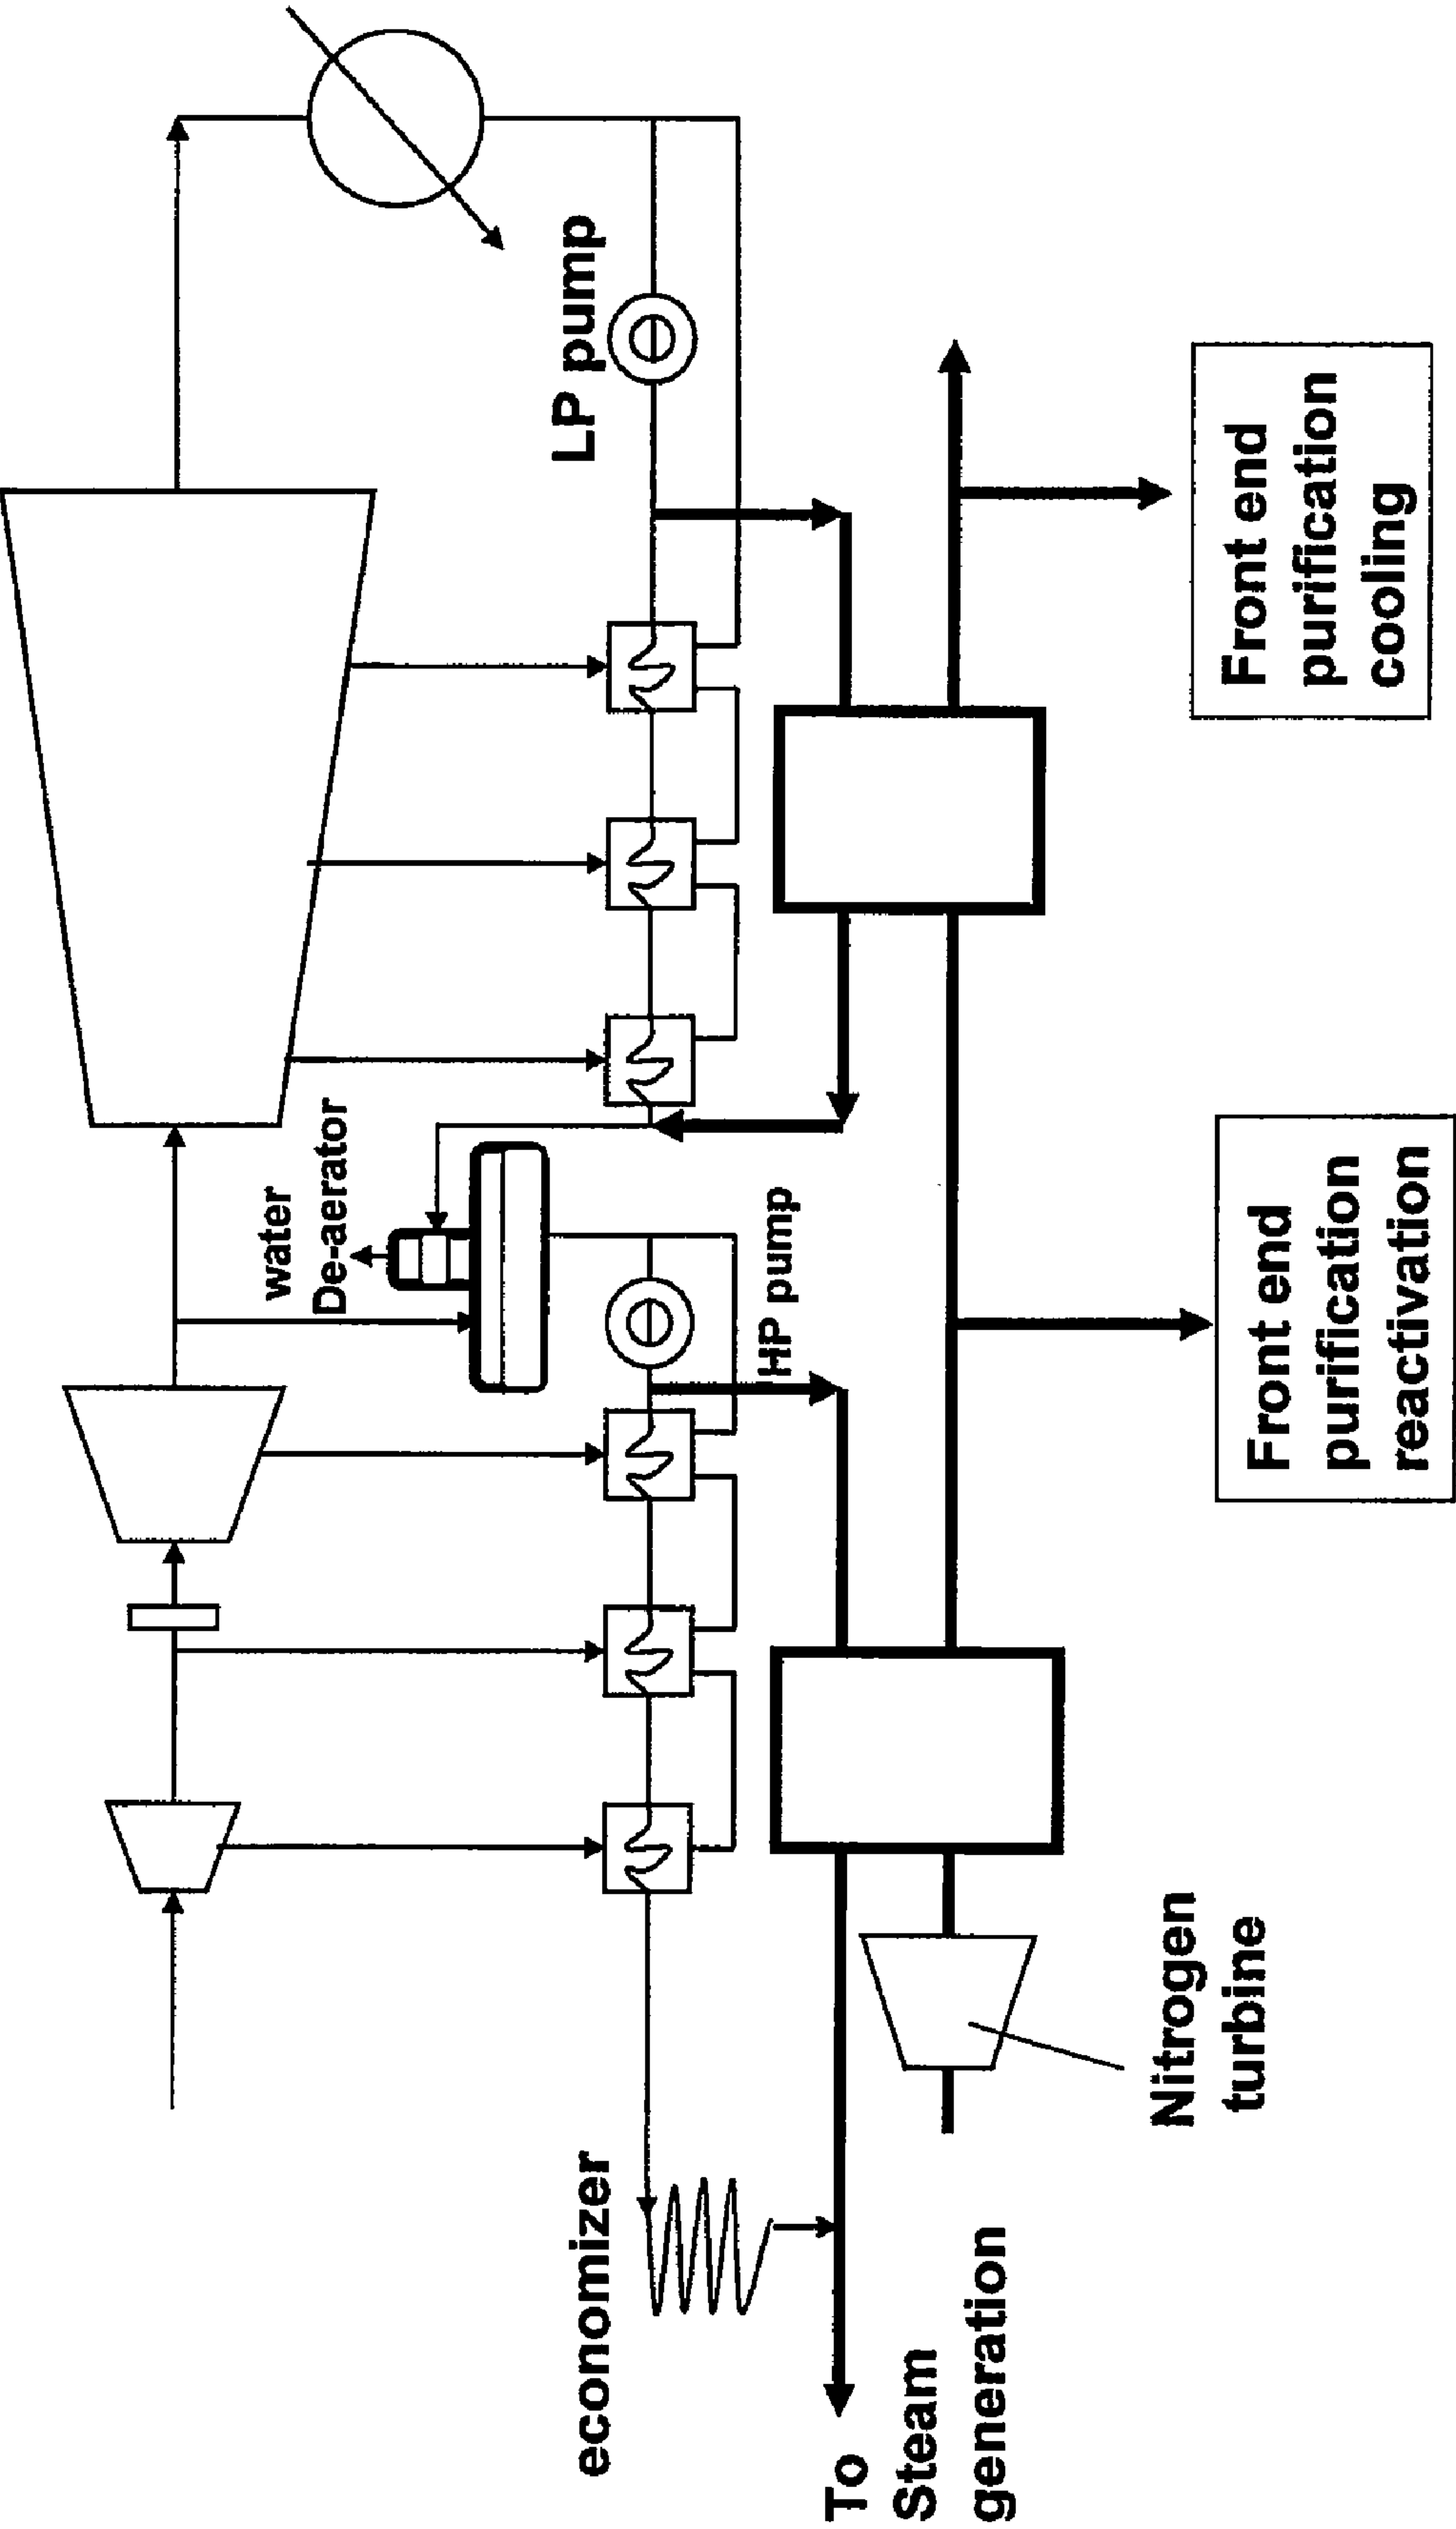 LP pump
water
De-aerator
HP pump
economizer
To
Steam
generation
Nitrogen
turbine
Front end
purification
reactivation
Front end
purification
cooling